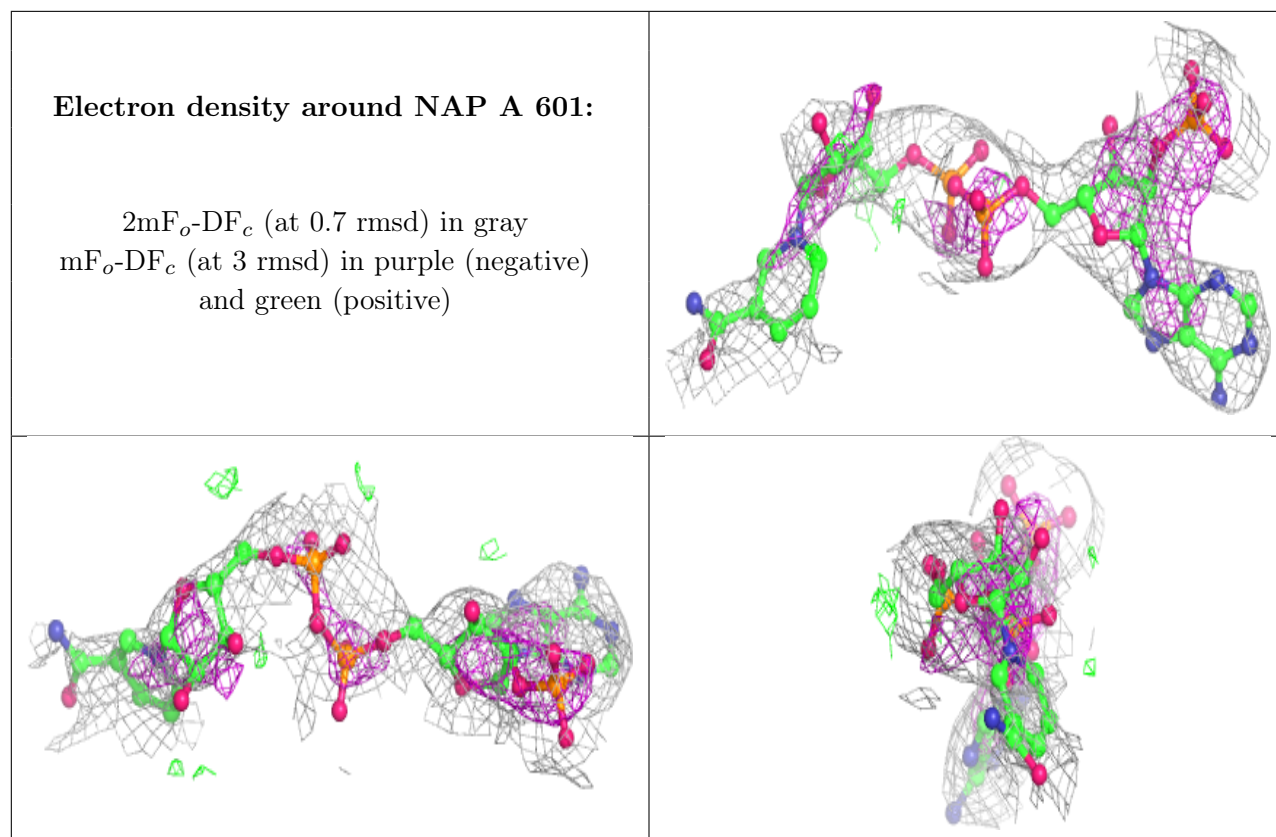 Electron density around NAP A 601:
2mFₒ-DF𝒸 (at 0.7 rmsd) in gray
mFₒ-DF𝒸 (at 3 rmsd) in purple (negative)
and green (positive)